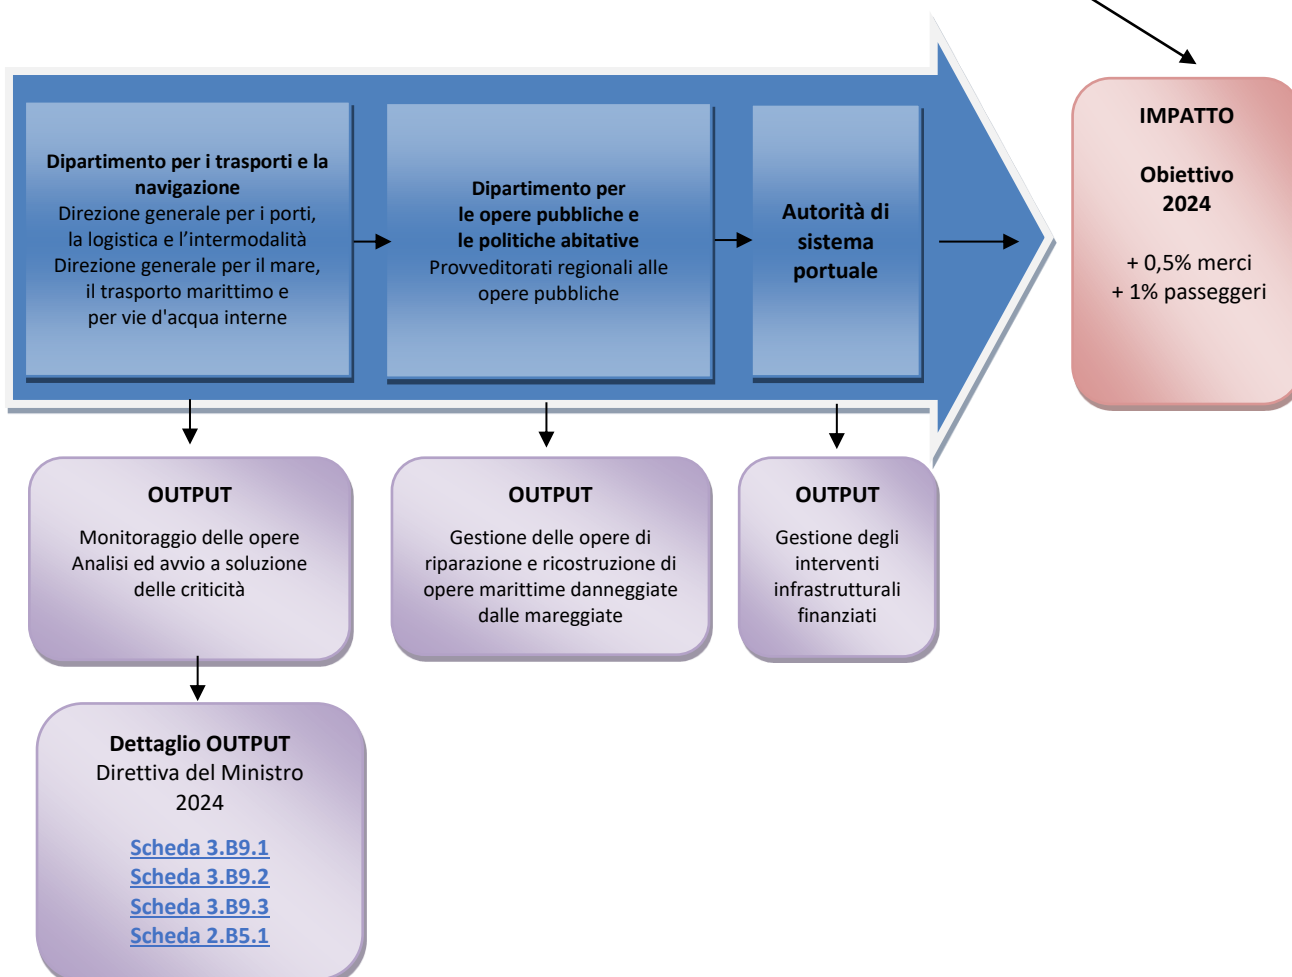 Dipartimento per i trasporti e la
navigazione
Direzione generale per i porti,
la logistica e l’intermodalità
Direzione generale per il mare,
il trasporto marittimo e
per vie d'acqua interne
Dipartimento per
le opere pubbliche e
le politiche abitative
Provveditorati regionali alle
opere pubbliche
Autorità di
sistema
portuale
IMPATTO
Obiettivo
2024
+ 0,5% merci
+ 1% passeggeri
OUTPUT
Monitoraggio delle opere
Analisi ed avvio a soluzione
delle criticità
OUTPUT
Gestione delle opere di
riparazione e ricostruzione di
opere marittime danneggiate
dalle mareggiate
OUTPUT
Gestione degli
interventi
infrastrutturali
finanziati
Dettaglio OUTPUT
Direttiva del Ministro
2024
Scheda 3.B9.1
Scheda 3.B9.2
Scheda 3.B9.3
Scheda 2.B5.1